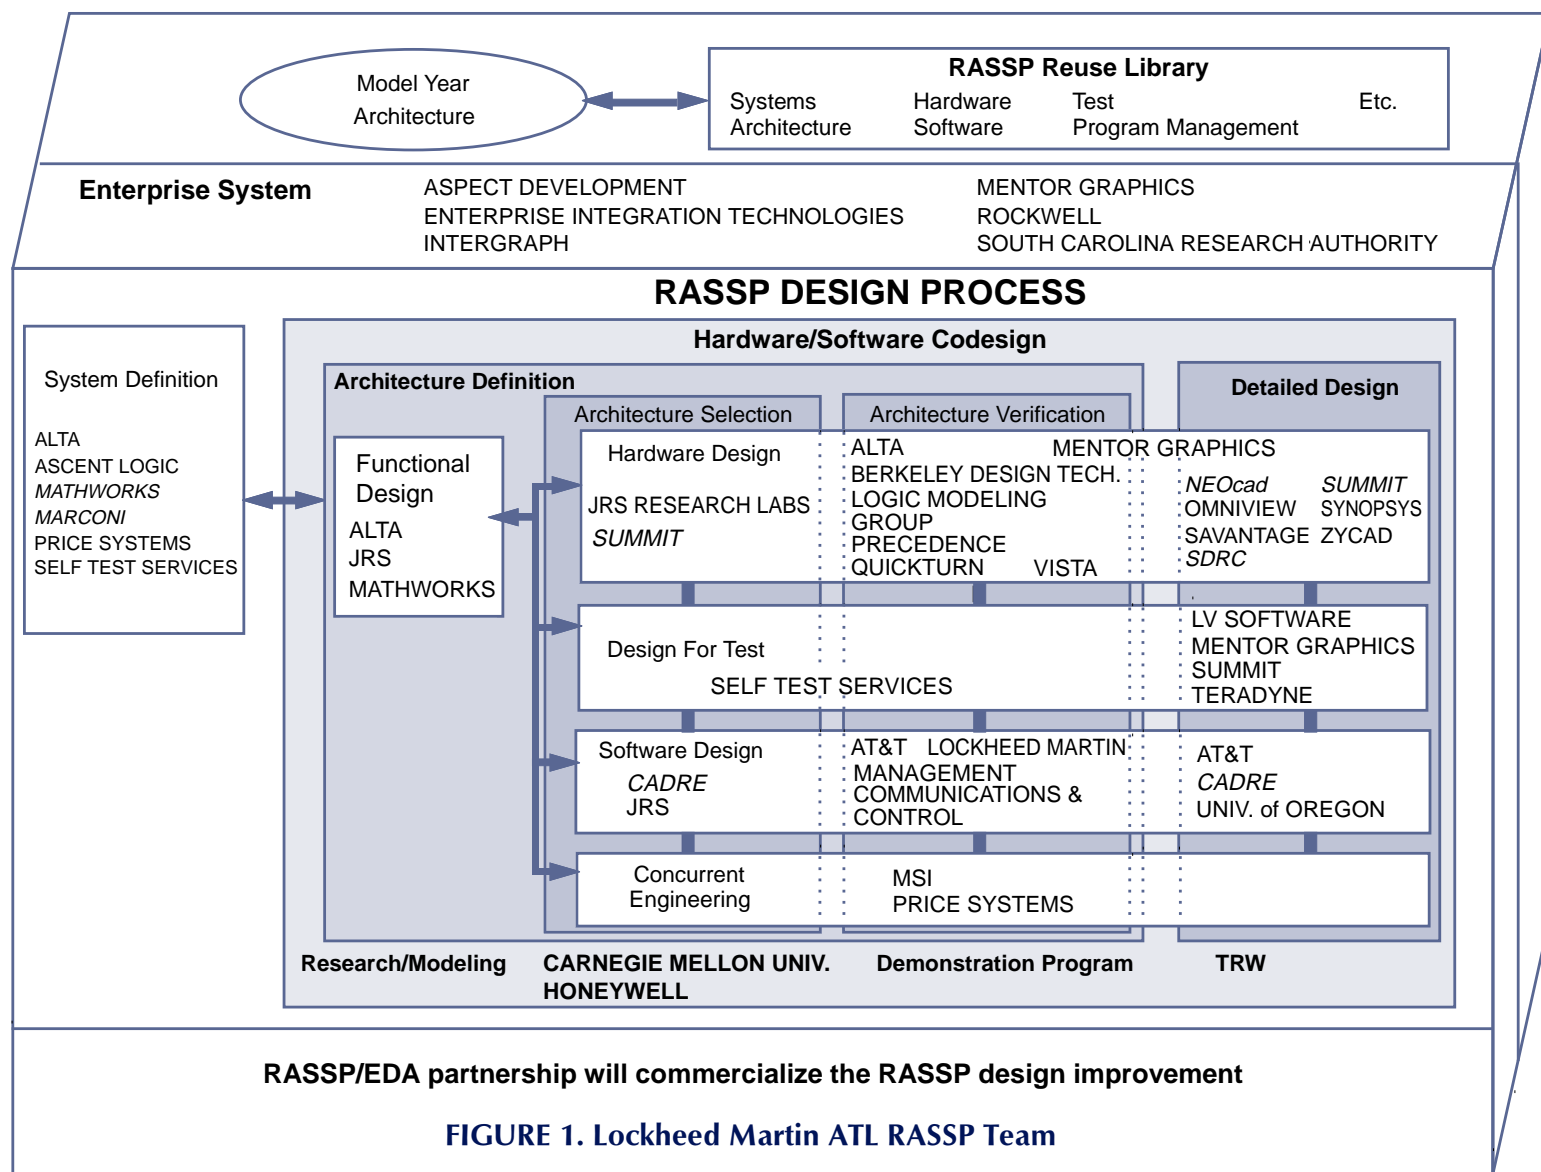 Model Year
Architecture
RASSP Reuse Library
Systems Hardware Test Etc.
Architecture Software Program Management
Enterprise System
ASPECT DEVELOPMENT
ENTERPRISE INTEGRATION TECHNOLOGIES
INTERGRAPH
MENTOR GRAPHICS
ROCKWELL
SOUTH CAROLINA RESEARCH AUTHORITY
RASSP DESIGN PROCESS
System Definition
ALTA
ASCENT LOGIC
MATHWORKS
MARCONI
PRICE SYSTEMS
SELF TEST SERVICES
Hardware/Software Codesign
Architecture Definition
Functional
Design
ALTA
JRS
MATHWORKS
Architecture Selection
Architecture Verification
Detailed Design
Hardware Design
JRS RESEARCH LABS
SUMMIT
ALTA MENTOR GRAPHICS
BERKELEY DESIGN TECH.
LOGIC MODELING
GROUP
PRECEDENCE
QUICKTURN VISTA
NEOcad SUMMIT
OMNIVIEW SYNOPSYS
SAVANTAGE ZYCAD
SDRC
Design For Test
SELF TEST SERVICES
LV SOFTWARE
MENTOR GRAPHICS
SUMMIT
TERADYNE
Software Design
CADRE
JRS
AT&T LOCKHEED MARTIN
MANAGEMENT
COMMUNICATIONS &
CONTROL
AT&T
CADRE
UNIV. of OREGON
Concurrent
Engineering
MSI
PRICE SYSTEMS
Research/Modeling CARNEGIE MELLON UNIV. Demonstration Program TRW
HONEYWELL
RASSP/EDA partnership will commercialize the RASSP design improvement
FIGURE 1. Lockheed Martin ATL RASSP Team